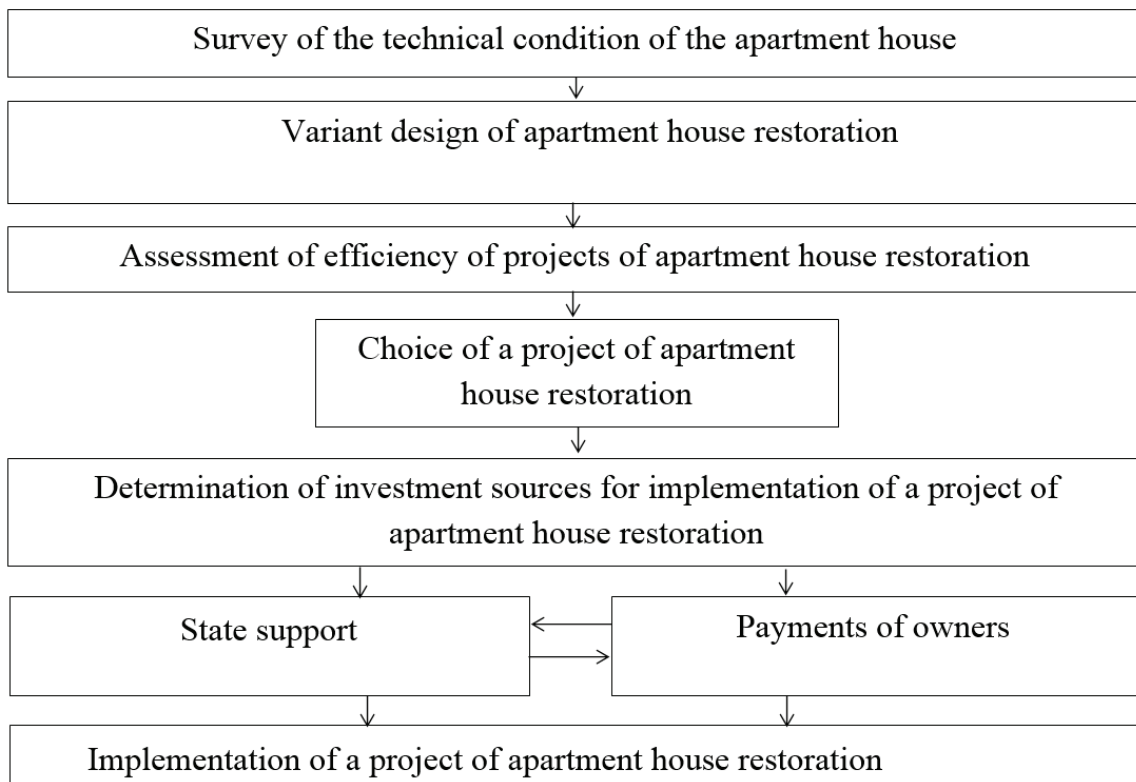 Survey of the technical condition of the apartment house
Variant design of apartment house restoration
Assessment of efficiency of projects of apartment house restoration
Choice of a project of apartment
house restoration
Determination of investment sources for implementation of a project of
apartment house restoration
State support
Payments of owners
Implementation of a project of apartment house restoration